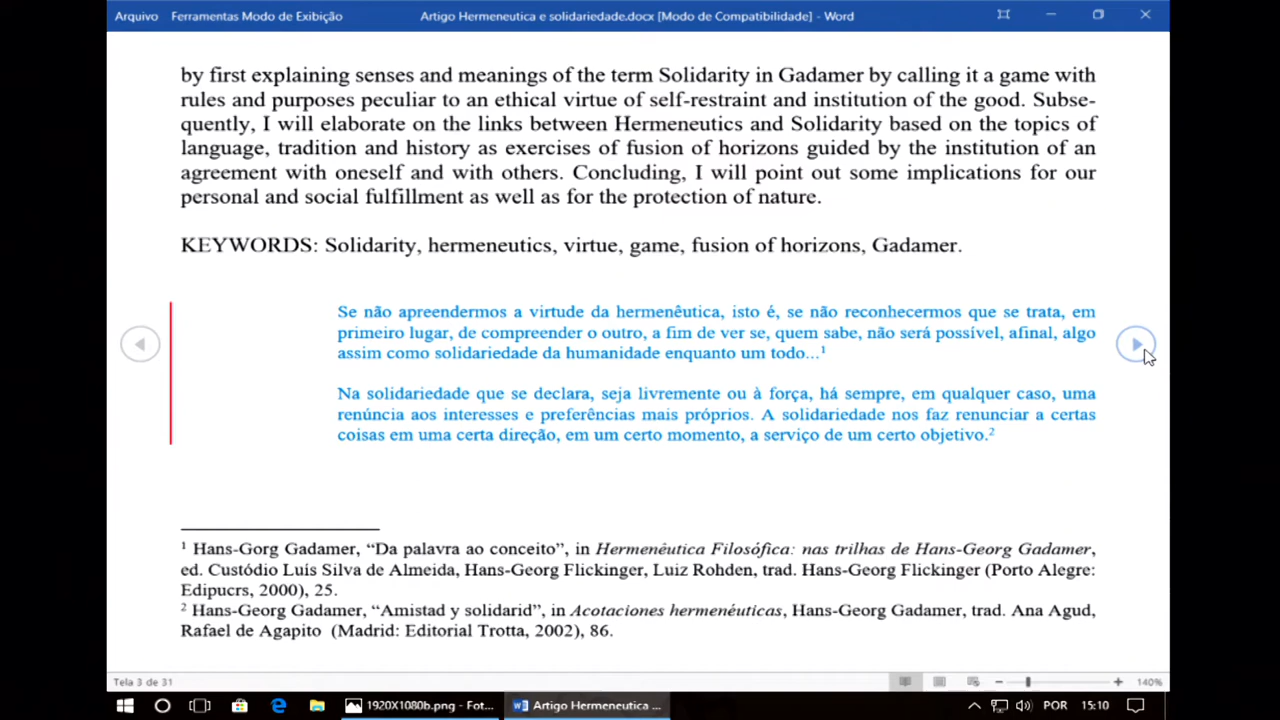 Arquivo Ferramentas Modo de Exibição Artigo Hermeneutica e solidariedade.docx [Modo de Compatibilidade] - Word
by first explaining senses and meanings of the term Solidarity in Gadamer by calling it a game with
rules and purposes peculiar to an ethical virtue of self-restraint and institution of the good. Subse-
quently, I will elaborate on the links between Hermeneutics and Solidarity based on the topics of
language, tradition and history as exercises of fusion of horizons guided by the institution of an
agreement with oneself and with others. Concluding, I will point out some implications for our
personal and social fulfillment as well as for the protection of nature.
KEYWORDS: Solidarity, hermeneutics, virtue, game, fusion of horizons, Gadamer.
Se não apreendermos a virtude da hermenêutica, isto é, se não reconhecermos que se trata, em
primeiro lugar, de compreender o outro, a fim de ver se, quem sabe, não será possível, afinal, algo
assim como solidariedade da humanidade enquanto um todo...¹
Na solidariedade que se declara, seja livremente ou à força, há sempre, em qualquer caso, uma
renúncia aos interesses e preferências mais próprios. A solidariedade nos faz renunciar a certas
coisas em uma certa direção, em um certo momento, a serviço de um certo objetivo.²
¹ Hans-Gorg Gadamer, “Da palavra ao conceito”, in Hermenêutica Filosófica: nas trilhas de Hans-Georg Gadamer,
ed. Custódio Luís Silva de Almeida, Hans-Georg Flickinger, Luiz Rohden, trad. Hans-Georg Flickinger (Porto Alegre:
Edipucrs, 2000), 25.
² Hans-Georg Gadamer, “Amistad y solidarid”, in Acotaciones hermenéuticas, Hans-Georg Gadamer, trad. Ana Agud,
Rafael de Agapito (Madrid: Editorial Trotta, 2002), 86.
Tela 3 de 31 140%
1920X1080b.png - Fot... Artigo Hermeneutica ... POR 15:10